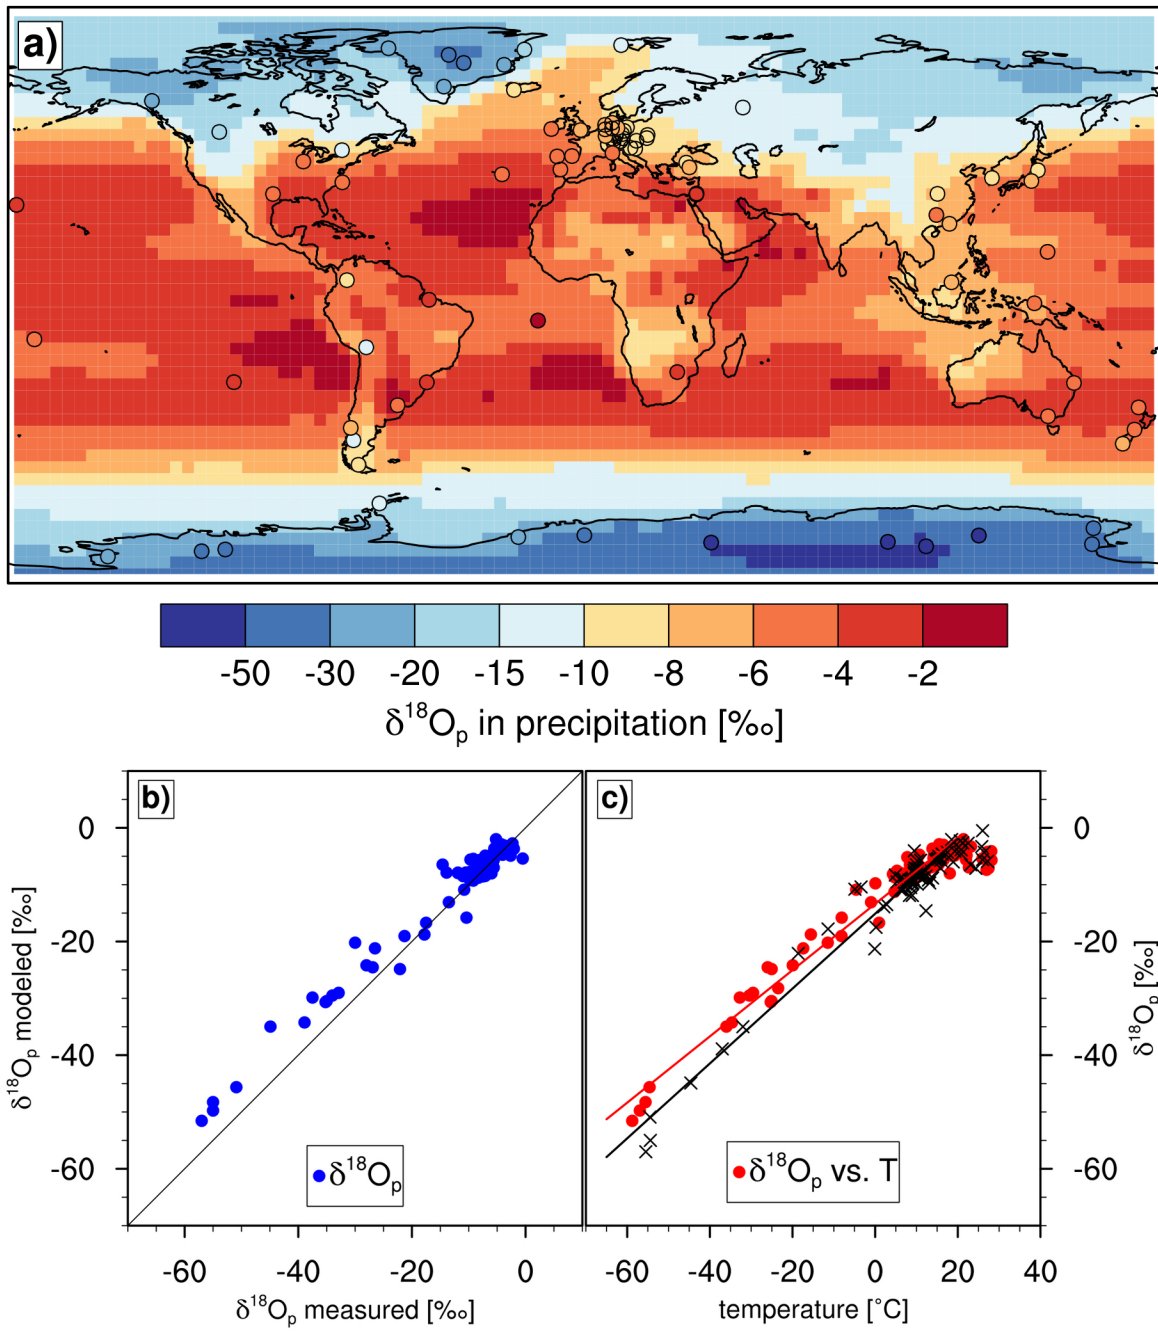 a)
-50 -30 -20 -15 -10 -8 -6 -4 -2
δ¹⁸Oₚ in precipitation [‰]
b)
c)
0
-20
-40
-60
δ¹⁸Oₚ modeled [‰]
δ¹⁸Oₚ
-60 -40 -20 0
δ¹⁸Oₚ measured [‰]
δ¹⁸Oₚ vs. T
-60 -40 -20 0 20 40
temperature [°C]
0
-20
-40
-60
δ¹⁸Oₚ [‰]